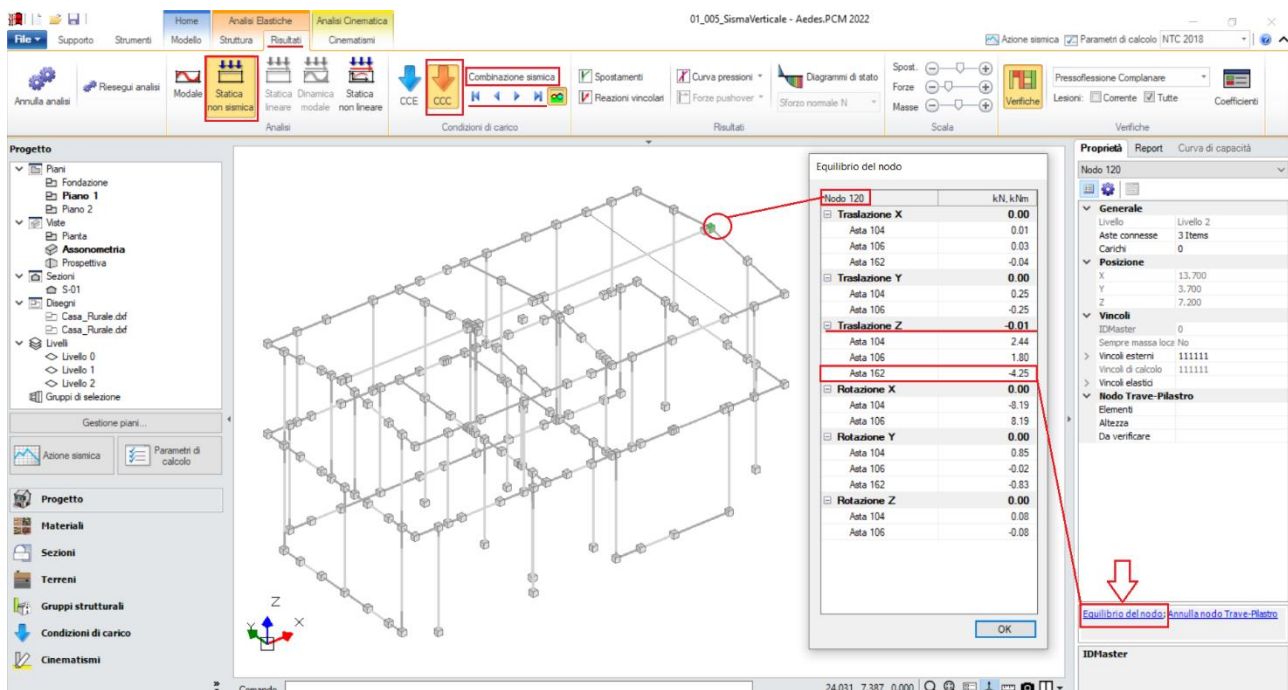 Home
Analisi Elastiche
Analisi Cinematica
01_005_SismaVerticale - Aedes.PCM 2022
File
Supporto
Strumenti
Modello
Struttura
Risultati
Cinematismi
Azione sismica
Parametri di calcolo
NTC 2018
Annulla analisi
Riesegui analisi
Modale
Statica non sismica
Statica lineare
Dinamica modale
Statica non lineare
Analisi
CCE
CCC
Combinazione sismica
Condizioni di carico
Spostamenti
Reazioni vincolari
Curva pressioni
Forze pushover
Diagrammi di stato
Sforzo normale N
Risultati
Spost.
Forze
Masse
Scala
Verifiche
Pressoflessione Complanare
Lesioni:
Corrente
Tutte
Coefficienti
Verifiche
Progetto
Piani
Fondazione
Piano 1
Piano 2
Viste
Pianta
Assonometria
Prospettiva
Sezioni
S-01
Disegni
Casa_Rurale.dxf
Casa_Rurale.dxf
Livelli
Livello 0
Livello 1
Livello 2
Gruppi di selezione
Gestione piani...
Azione sismica
Parametri di calcolo
Progetto
Materiali
Sezioni
Terreni
Gruppi strutturali
Condizioni di carico
Cinematismi
Z
Y
X
Comando
24.031 7.387 0.000
Equilibrio del nodo
Nodo 120 kN, kNm
Traslazione X 0.00
Asta 104 0.01
Asta 106 0.03
Asta 162 -0.04
Traslazione Y 0.00
Asta 104 0.25
Asta 106 -0.25
Traslazione Z -0.01
Asta 104 2.44
Asta 106 1.80
Asta 162 -4.25
Rotazione X 0.00
Asta 104 -8.19
Asta 106 8.19
Rotazione Y 0.00
Asta 104 0.85
Asta 106 -0.02
Asta 162 -0.83
Rotazione Z 0.00
Asta 104 0.08
Asta 106 -0.08
OK
Proprietà Report Curva di capacità
Nodo 120
Generale
Livello Livello 2
Aste connesse 3 Items
Carichi 0
Posizione
X 13.700
Y 3.700
Z 7.200
Vincoli
IDMaster 0
Sempre massa loca No
Vincoli esterni 111111
Vincoli di calcolo 111111
Vincoli elastici
Nodo Trave-Pilastro
Elementi
Altezza
Da verificare
Equilibrio del nodo; Annulla nodo Trave-Pilastro
IDMaster